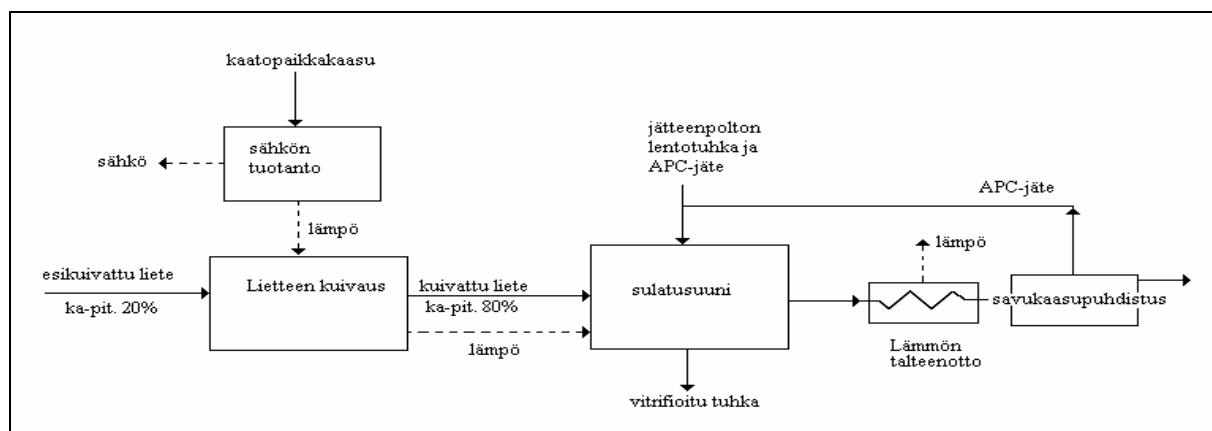 kaatopaikkakaasu
sähkö
sähkön
tuotanto
lämpö
jätteenpolton
lentotuhka ja
APC-jäte
APC-jäte
esikuivattu liete
ka-pit. 20%
Lietteen kuivaus
kuivattu liete
ka-pit. 80%
lämpö
sulatusuuni
lämpö
savukaasupuhdistus
Lämmön
talteenotto
vitrifioitu tuhka